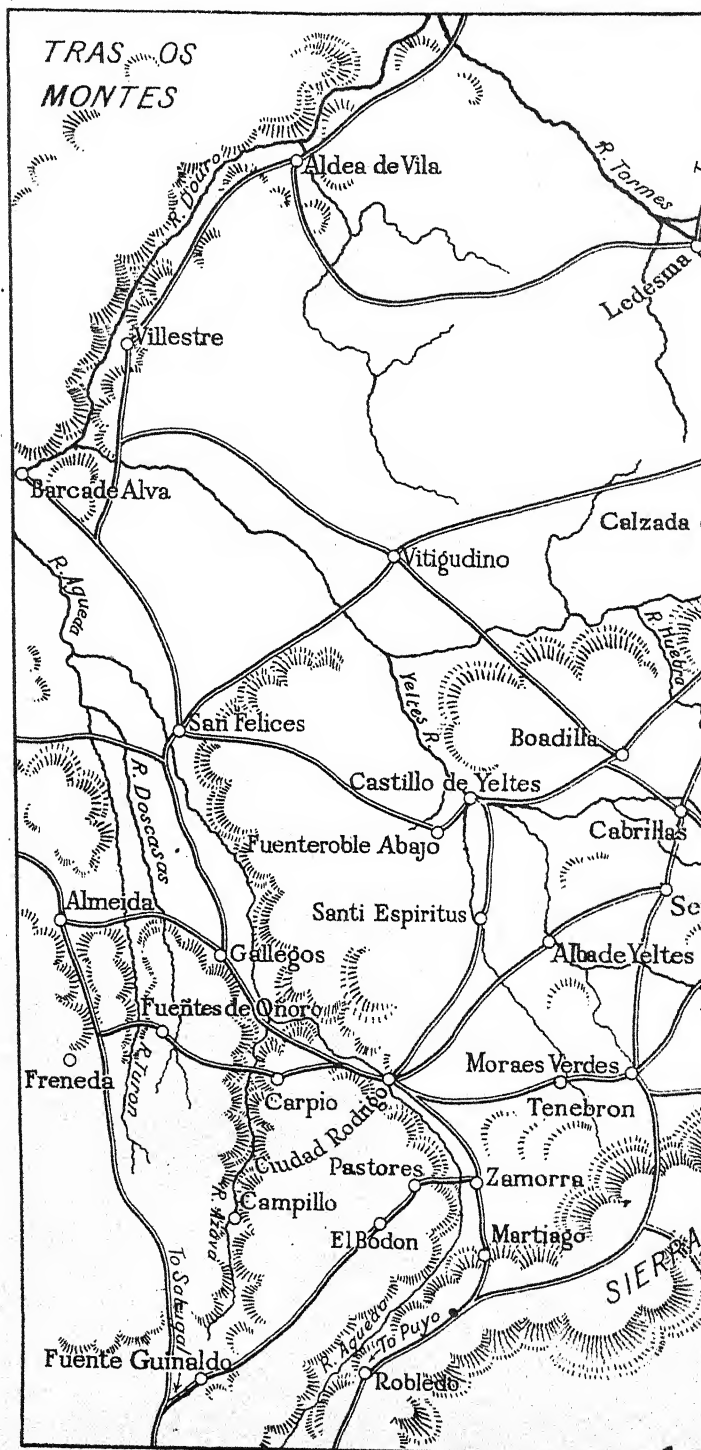 TRAS OS
MONTES
R. Tormes
Aldea de Vila
R. D'ouro
Ledesma
Villestre
Barca de Alva
Calzada
Vitigudino
R. Agueda
R. Huebra
Yeltes R.
San Felices
Boadilla
R. Doscasas
Castillo de Yeltes
Cabrillas
Fuenteroble Abajo
Almeida
Santi Espiritus
Se
Gallegos
Alba de Yeltes
Fuentes de Oñoro
R. Turon
Freneda
Moraes Verdes
Carpio
Tenebron
Ciudad Rodrigo
Pastores
Zamorra
R. Azava
Campillo
El Bodon
Martiago
To Sabugal
SIERRA
R. Agueda
To Puyo
Fuente Guinaldo
Robledo